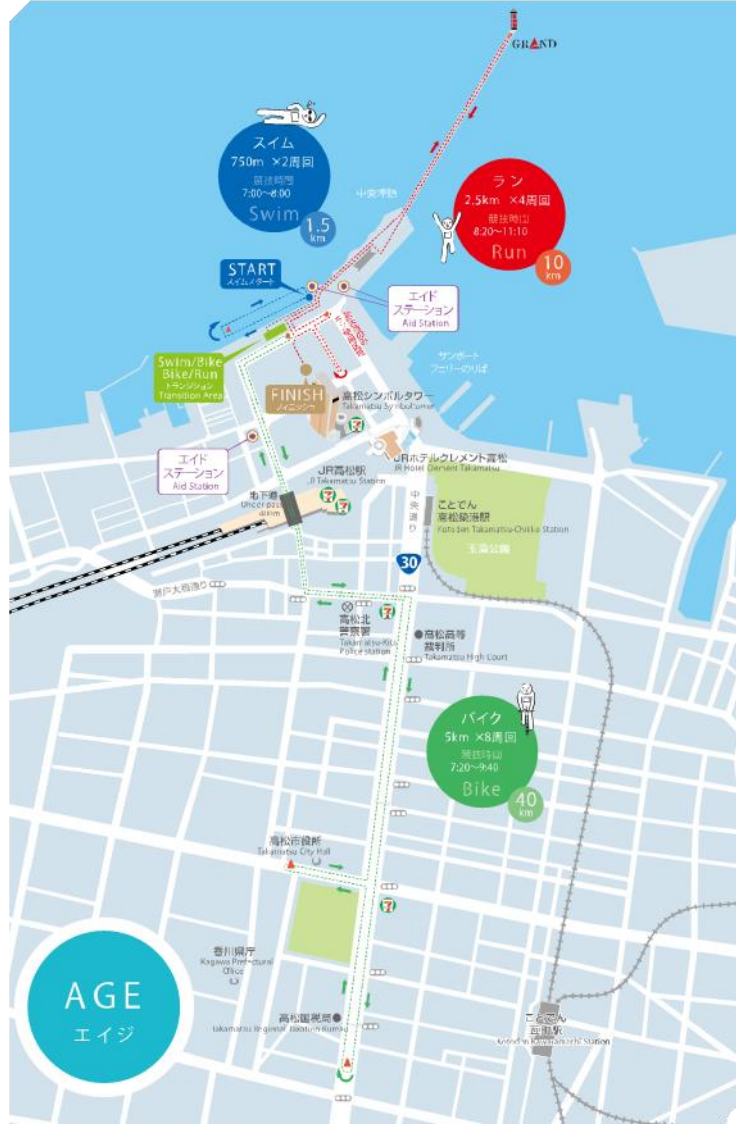 GRAND
スイム
750m ×2周回
競技時間
7:00～8:00
Swim
1.5
km
中央埠頭
ラン
2.5km ×4周回
8:20～11:10
Run
10
km
START
スイムスタート
エイド
ステーション
Aid Station
Swim/Bike
Bike/Run
トランジション
Transition Area
サンポート
フェリーのりば
FINISH
フィニッシュ
高松シンボルタワー
エイド
ステーション
Aid Station
JRホテルクレメント高松
JR Hotel Clement Takamatsu
JR高松駅
JR Takamatsu Station
地下道
Under pass
中央通り
ことでん
高松築港駅
Kotoden Takamatsu-Chikko Station
玉藻公園
30
瀬戸大橋通り
高松北
警察署
Takamatsu-Kita
Police station
高松高等
裁判所
Takamatsu High Court
バイク
5km ×8周回
7:20～9:40
Bike
40
km
高松市役所
Takamatsu City Hall
香川県庁
Kagawa Prefectural
Office
AGE
エイジ
高松国税局
Takamatsu Regional Taxation Bureau
ことでん
瓦町駅
Kotoden Kawaramachi Station